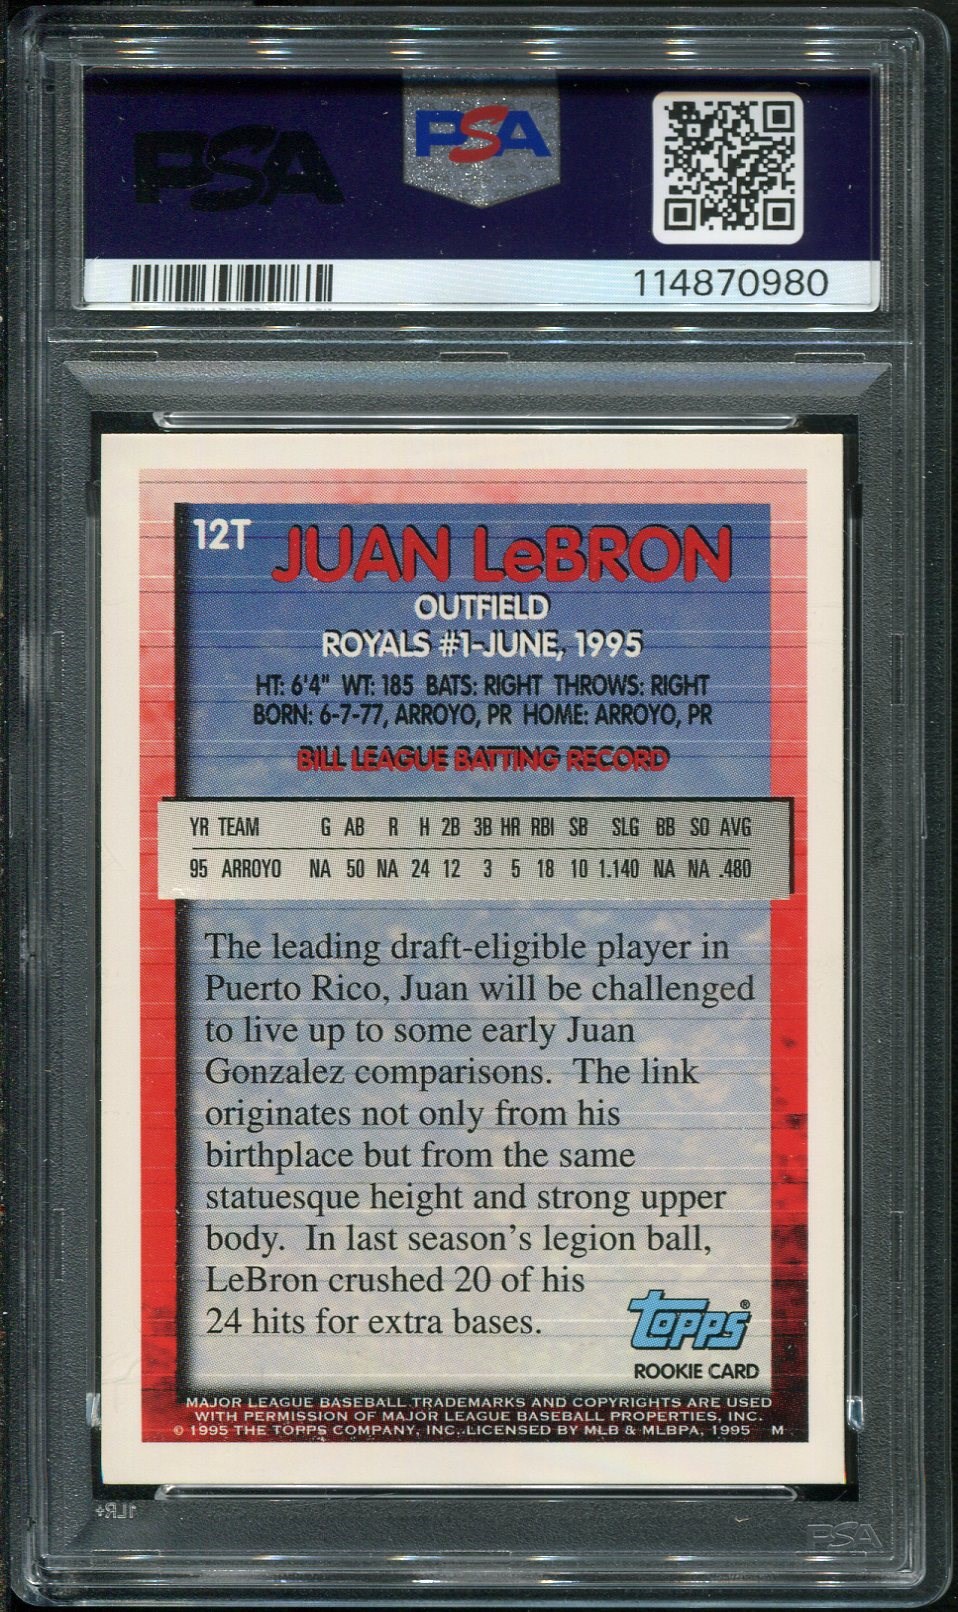 PSA
PSA
114870980
12T
JUAN LeBRON
OUTFIELD
ROYALS #1-JUNE, 1995
HT: 6'4" WT: 185 BATS: RIGHT THROWS: RIGHT
BORN: 6-7-77, ARROYO, PR HOME: ARROYO, PR
BILL LEAGUE BATTING RECORD
YR TEAM G AB R H 2B 3B HR RBI SB SLG BB SO AVG
95 ARROYO NA 50 NA 24 12 3 5 18 10 1.140 NA NA .480
The leading draft-eligible player in
Puerto Rico, Juan will be challenged
to live up to some early Juan
Gonzalez comparisons. The link
originates not only from his
birthplace but from the same
statuesque height and strong upper
body. In last season's legion ball,
LeBron crushed 20 of his
24 hits for extra bases.
topps®
ROOKIE CARD
MAJOR LEAGUE BASEBALL TRADEMARKS AND COPYRIGHTS ARE USED
WITH PERMISSION OF MAJOR LEAGUE BASEBALL PROPERTIES, INC.
© 1995 THE TOPPS COMPANY, INC. LICENSED BY MLB & MLBPA, 1995 M
1LR+
PSA